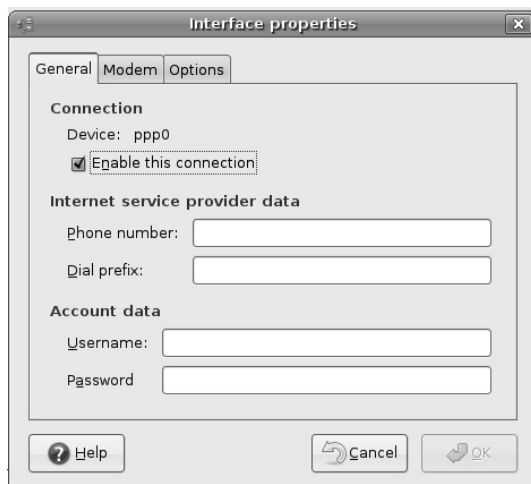 Interface properties
General Modem Options
Connection
Device: ppp0
Enable this connection
Internet service provider data
Phone number:
Dial prefix:
Account data
Username:
Password
Help Cancel OK